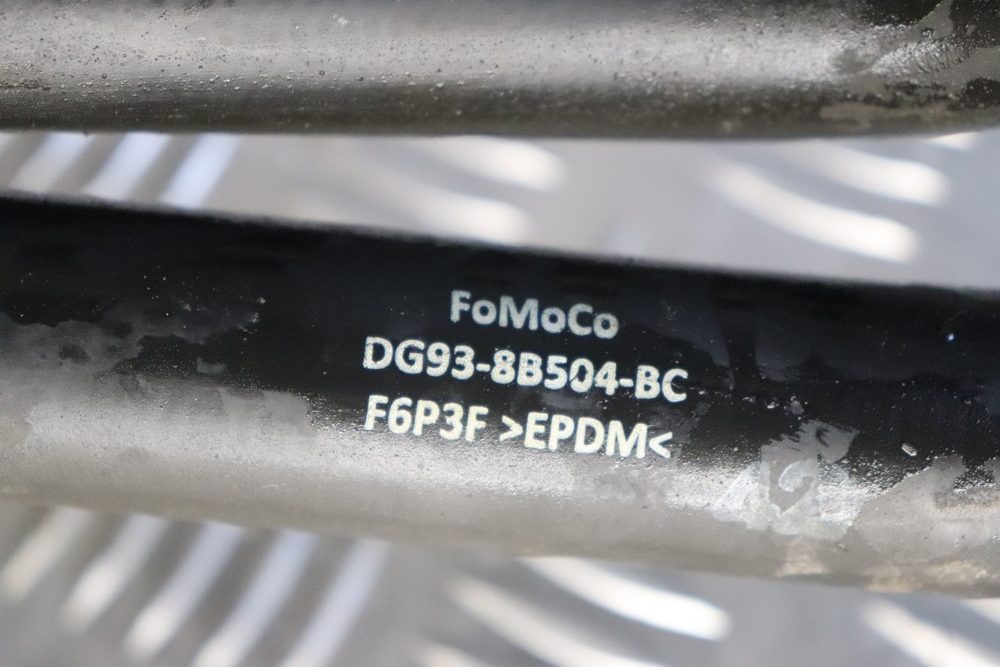 FoMoCo
DG93-8B504-BC
F6P3F >EPDM<